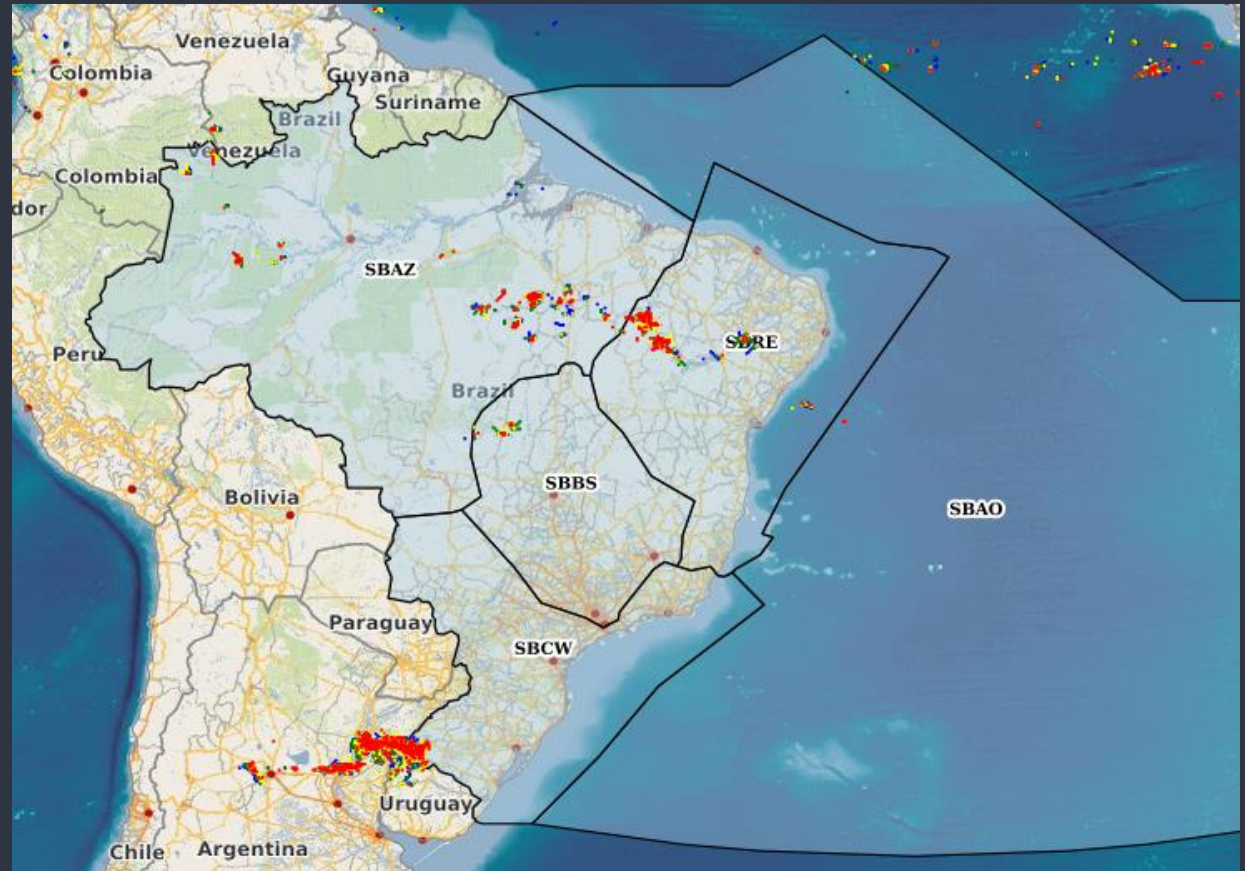 Venezuela
Colombia
Guyana
Suriname
Brazil
Venezuela
Colombia
dor
SBAZ
SBRE
Peru
Brazil
SBBS
Bolivia
SBAO
Paraguay
SBCW
Uruguay
Chile
Argentina